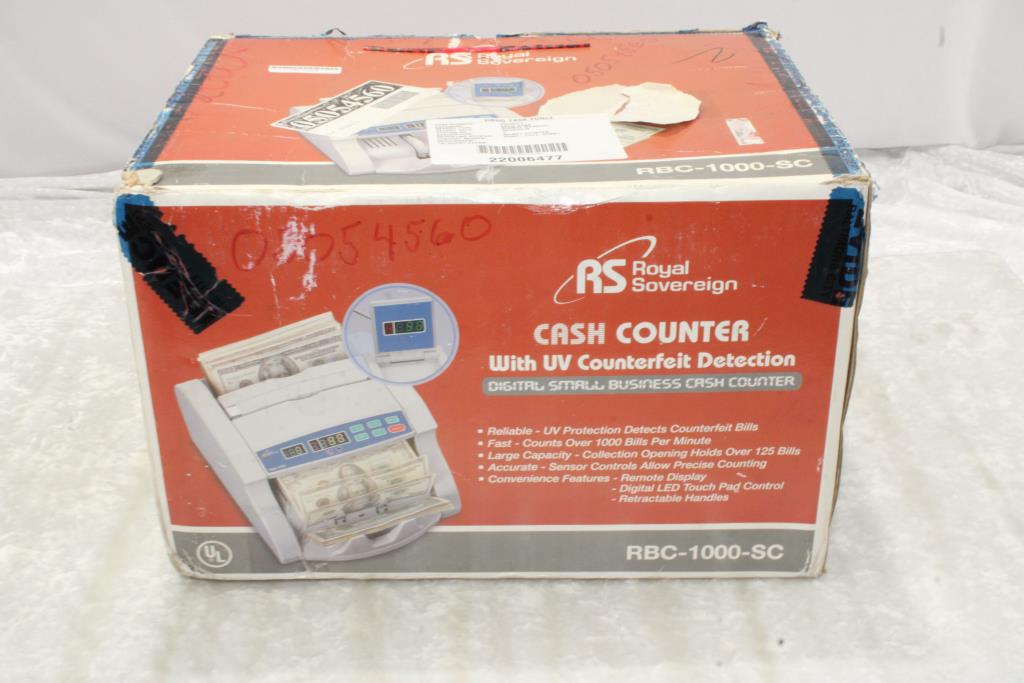 RS Royal
Sovereign
0505456
05054560
22006477
RBC-1000-SC
05054560
RS Royal
Sovereign
CASH COUNTER
With UV Counterfeit Detection
DIGITAL SMALL BUSINESS CASH COUNTER
• Reliable - UV Protection Detects Counterfeit Bills
• Fast - Counts Over 1000 Bills Per Minute
• Large Capacity - Collection Opening Holds Over 125 Bills
• Accurate - Sensor Controls Allow Precise Counting
• Convenience Features - Remote Display
- Digital LED Touch Pad Control
- Retractable Handles
UL
RBC-1000-SC